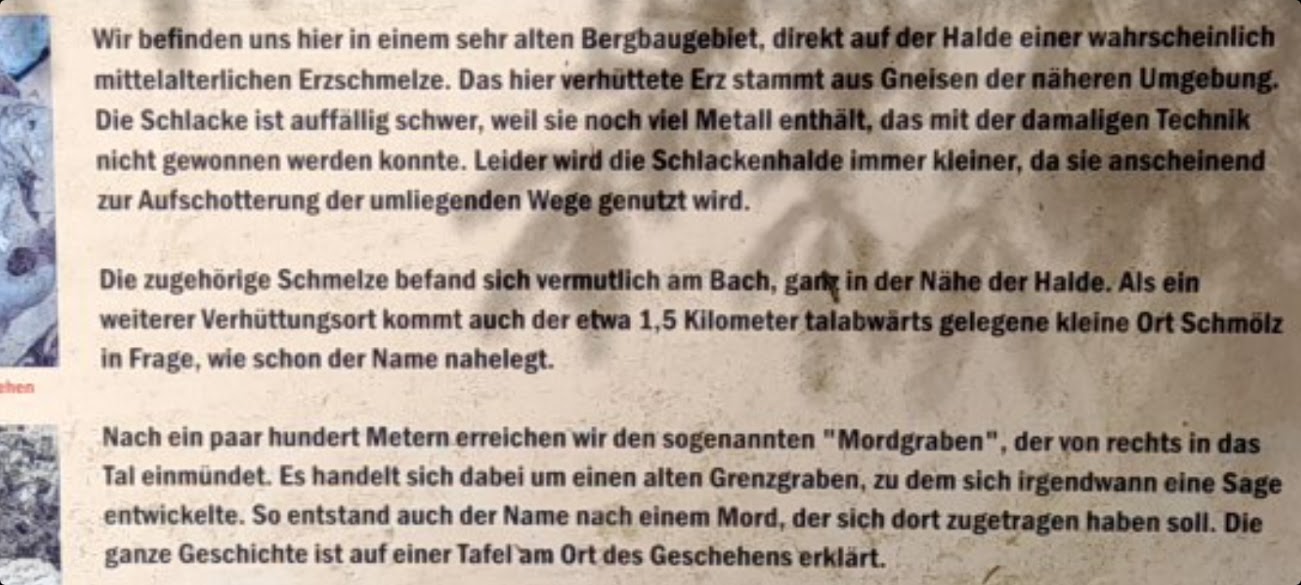 Wir befinden uns hier in einem sehr alten Bergbaugebiet, direkt auf der Halde einer wahrscheinlich
mittelalterlichen Erzschmelze. Das hier verhüttete Erz stammt aus Gneisen der näheren Umgebung.
Die Schlacke ist auffällig schwer, weil sie noch viel Metall enthält, das mit der damaligen Technik
nicht gewonnen werden konnte. Leider wird die Schlackenhalde immer kleiner, da sie anscheinend
zur Aufschotterung der umliegenden Wege genutzt wird.
Die zugehörige Schmelze befand sich vermutlich am Bach, ganz in der Nähe der Halde. Als ein
weiterer Verhüttungsort kommt auch der etwa 1,5 Kilometer talabwärts gelegene kleine Ort Schmölz
in Frage, wie schon der Name nahelegt.
ehen
Nach ein paar hundert Metern erreichen wir den sogenannten "Mordgraben", der von rechts in das
Tal einmündet. Es handelt sich dabei um einen alten Grenzgraben, zu dem sich irgendwann eine Sage
entwickelte. So entstand auch der Name nach einem Mord, der sich dort zugetragen haben soll. Die
ganze Geschichte ist auf einer Tafel am Ort des Geschehens erklärt.